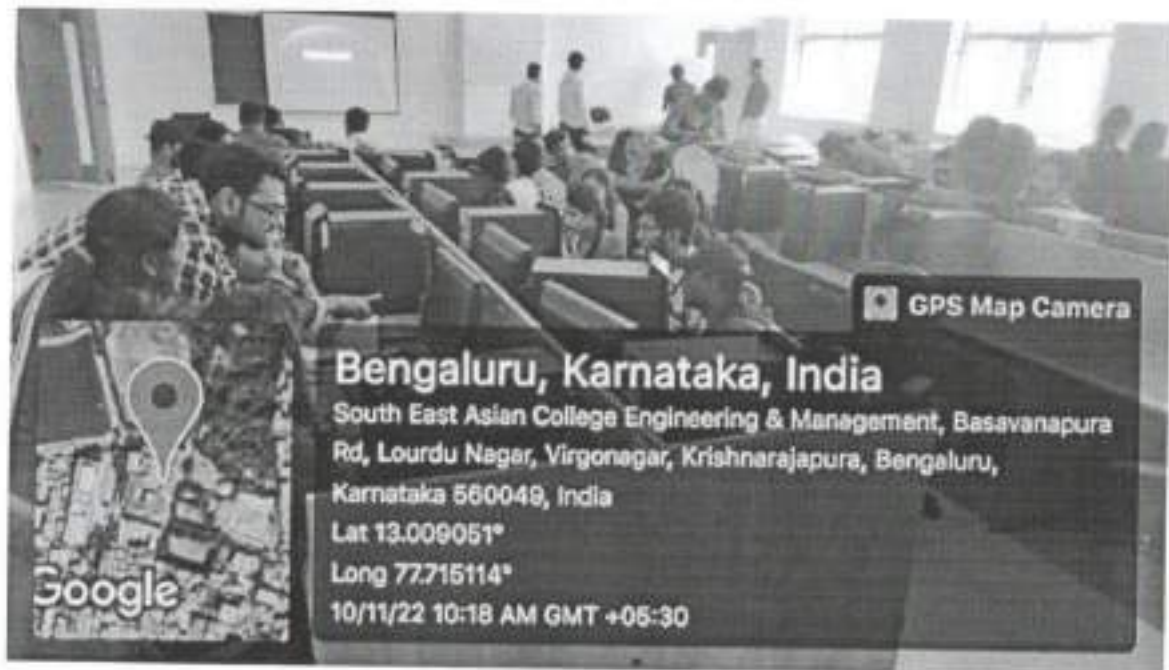 GPS Map Camera
Bengaluru, Karnataka, India
South East Asian College Engineering & Management, Basavanapura
Rd, Lourdu Nagar, Virgonagar, Krishnarajapura, Bengaluru,
Karnataka 560049, India
Lat 13.009051°
Long 77.715114°
10/11/22 10:18 AM GMT +05:30
Google